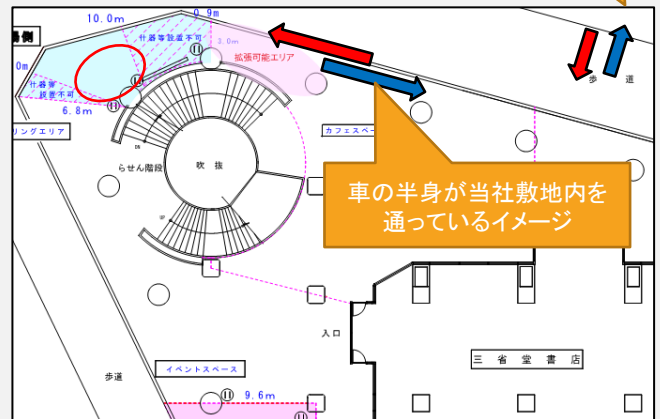 10.0m
0.9m
場側
什器等設置不可
2.0m
拡張可能エリア
0m
什器等
設置不可
6.8m
リングエリア
歩 道
カフェスペー
らせん階段
吹 抜
DN
UP
車の半身が当社敷地内を
通っているイメージ
入口
三 省 堂 書 店
歩道
イベントスペース
9.6m